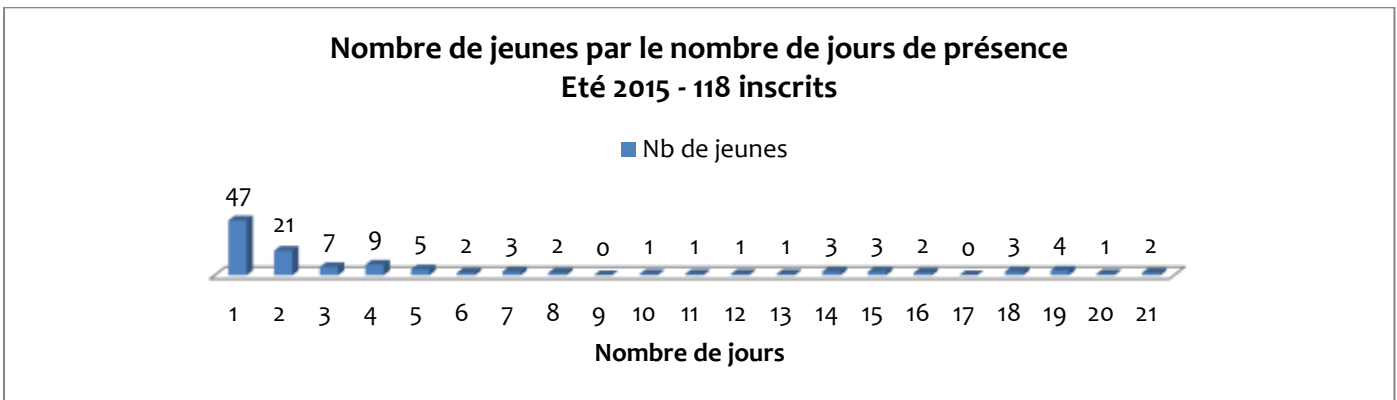 Nombre de jeunes par le nombre de jours de présence
Eté 2015 - 118 inscrits
Nb de jeunes
47 21 7 9 5 2 3 2 0 1 1 1 1 3 3 2 0 3 4 1 2
1 2 3 4 5 6 7 8 9 10 11 12 13 14 15 16 17 18 19 20 21
Nombre de jours